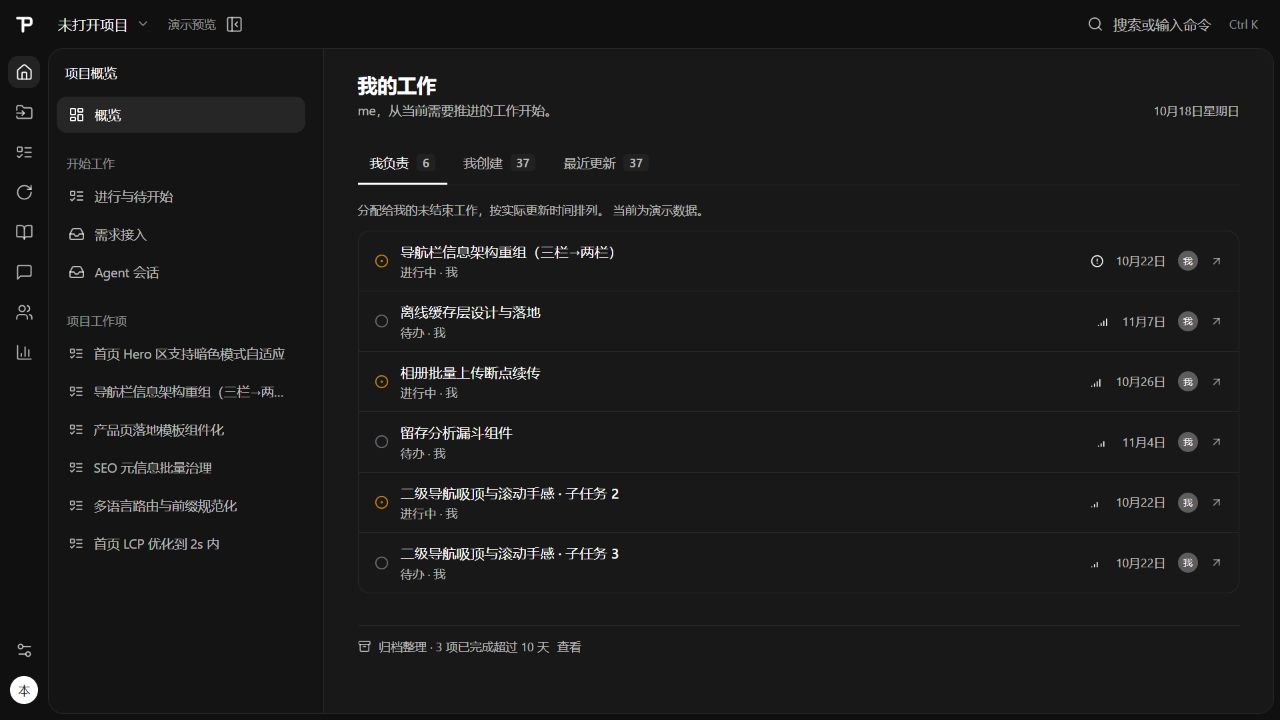 未打开项目
演示预览
搜索或输入命令 Ctrl K
项目概览
概览
开始工作
进行与待开始
需求接入
Agent 会话
项目工作项
首页 Hero 区支持暗色模式自适应
导航栏信息架构重组（三栏→两...
产品页落地模板组件化
SEO 元信息批量治理
多语言路由与前缀规范化
首页 LCP 优化到 2s 内
本
我的工作
me，从当前需要推进的工作开始。
10月18日星期日
我负责 6 我创建 37 最近更新 37
分配给我的未结束工作，按实际更新时间排列。 当前为演示数据。
导航栏信息架构重组（三栏→两栏）
进行中 · 我
10月22日 我
离线缓存层设计与落地
待办 · 我
11月7日 我
相册批量上传断点续传
进行中 · 我
10月26日 我
留存分析漏斗组件
待办 · 我
11月4日 我
二级导航吸顶与滚动手感 · 子任务 2
进行中 · 我
10月22日 我
二级导航吸顶与滚动手感 · 子任务 3
待办 · 我
10月22日 我
归档整理 · 3 项已完成超过 10 天 查看